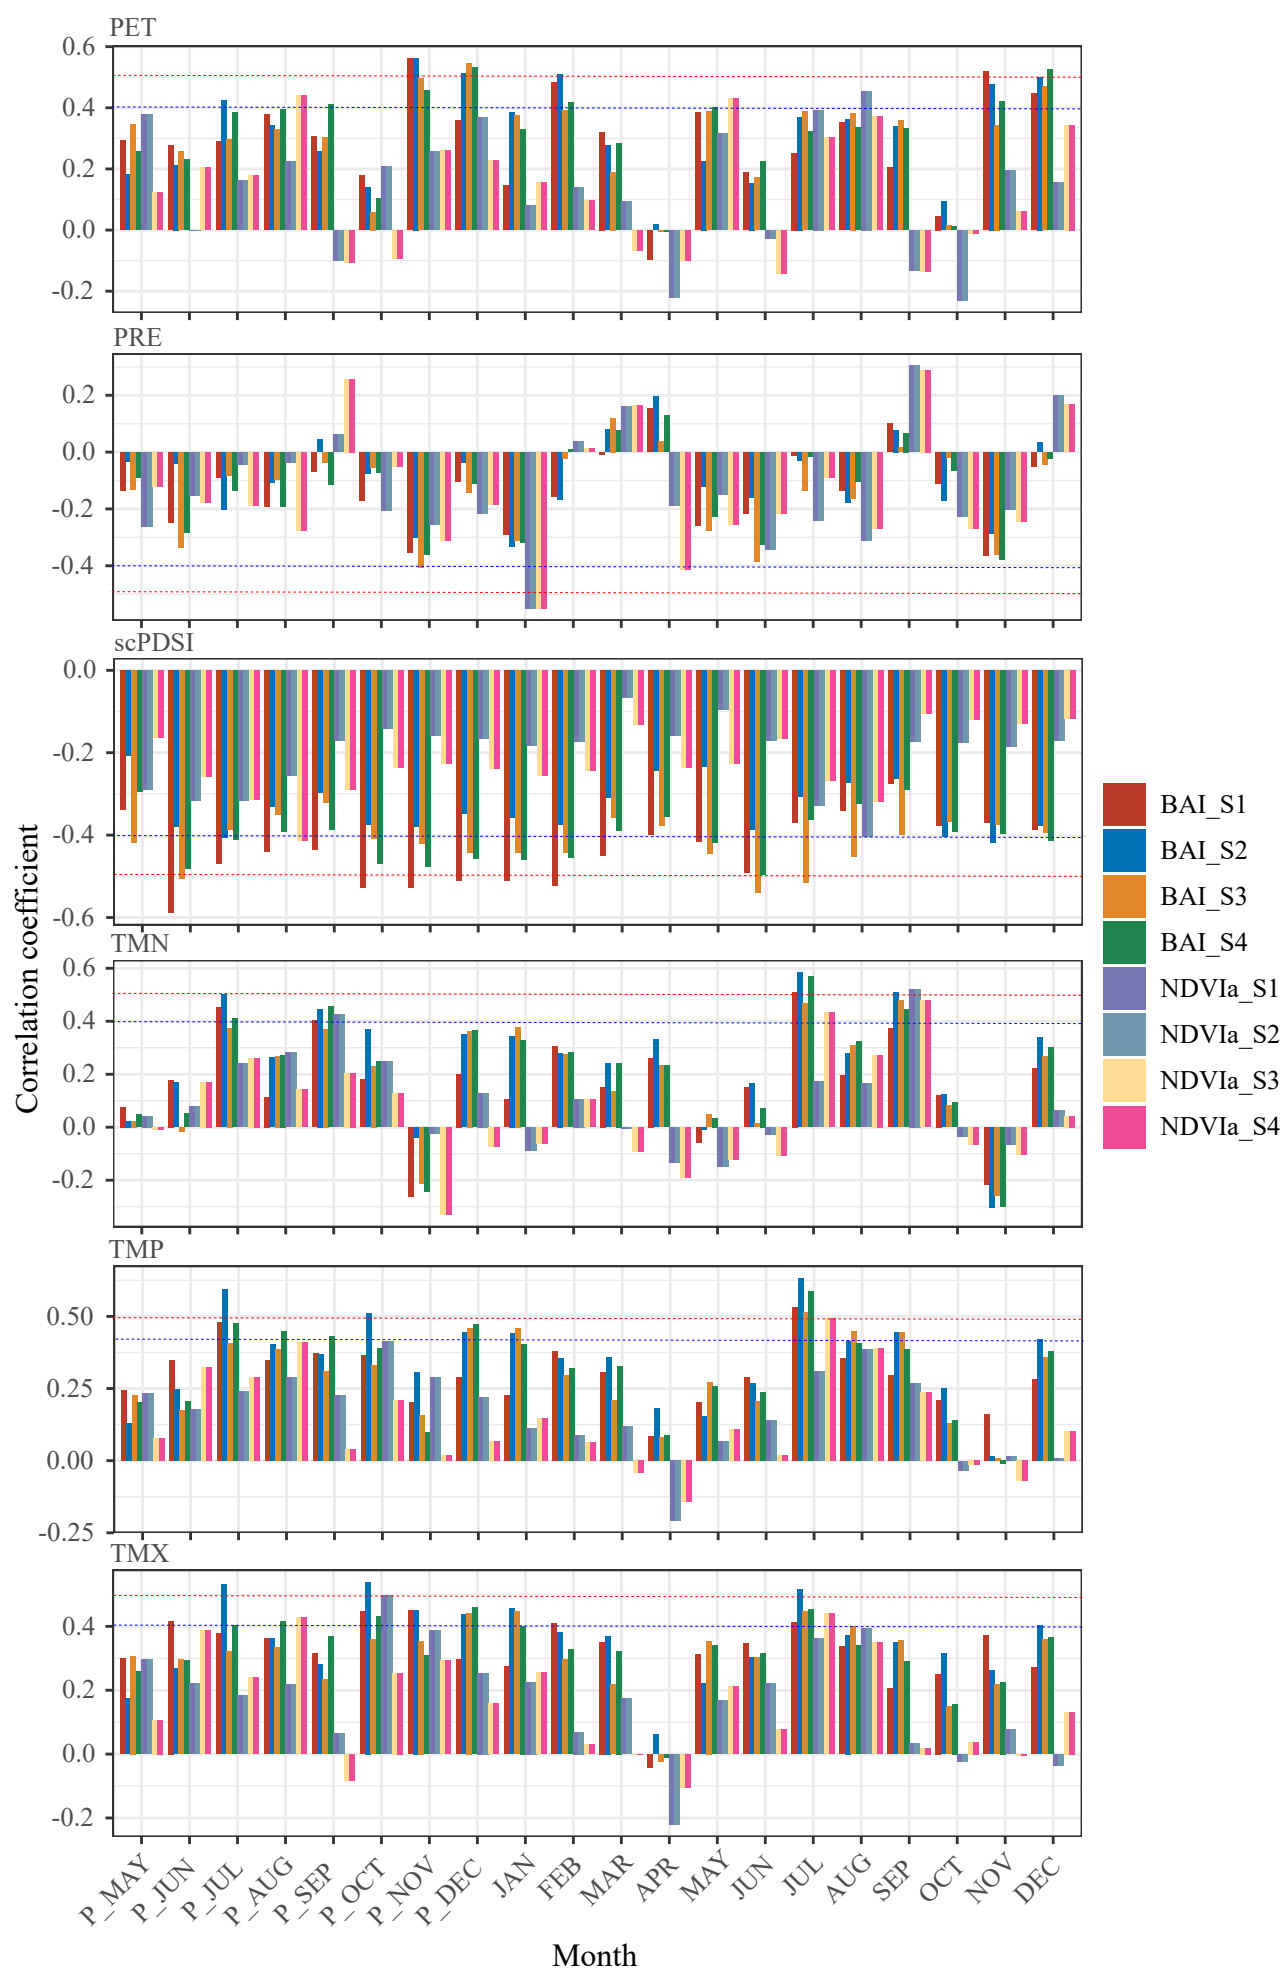 PET
0.6
0.4
0.2
0.0
-0.2
PRE
0.2
0.0
-0.2
-0.4
scPDSI
0.0
-0.2
-0.4
-0.6
TMN
0.6
0.4
0.2
0.0
-0.2
TMP
0.50
0.25
0.00
-0.25
TMX
0.4
0.2
0.0
-0.2
P_MAY
P_JUN
P_JUL
P_AUG
P_SEP
P_OCT
P_NOV
P_DEC
JAN
FEB
MAR
APR
MAY
JUN
JUL
AUG
SEP
OCT
NOV
DEC
Month
Correlation coefficient
BAI_S1
BAI_S2
BAI_S3
BAI_S4
NDVIa_S1
NDVIa_S2
NDVIa_S3
NDVIa_S4